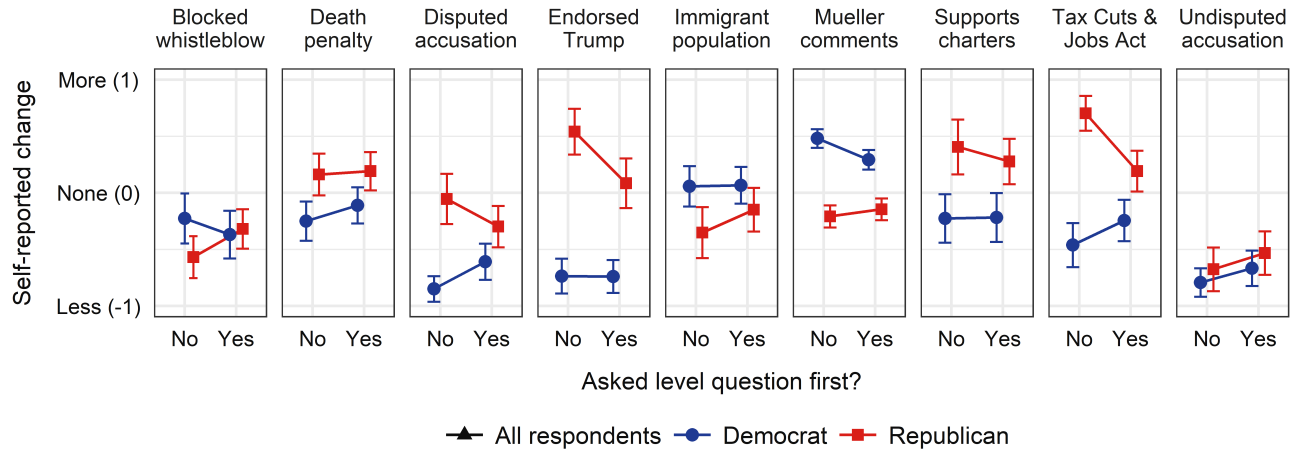 Blocked whistleblow
Death penalty
Disputed accusation
Endorsed Trump
Immigrant population
Mueller comments
Supports charters
Tax Cuts & Jobs Act
Undisputed accusation
Self-reported change
More (1)
None (0)
Less (-1)
No Yes No Yes No Yes No Yes No Yes No Yes No Yes No Yes No Yes
Asked level question first?
All respondents Democrat Republican